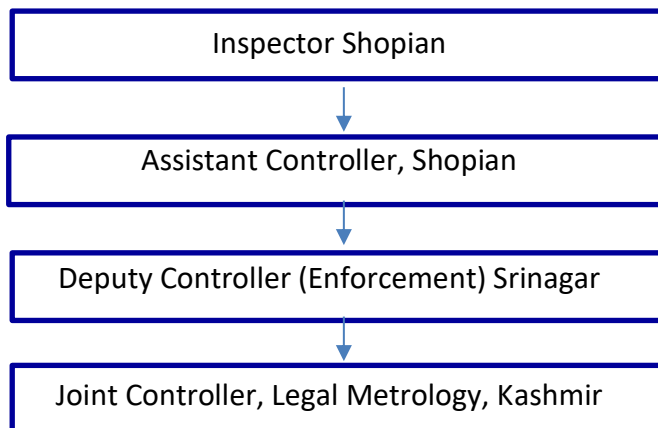 Inspector Shopian
Assistant Controller, Shopian
Deputy Controller (Enforcement) Srinagar
Joint Controller, Legal Metrology, Kashmir